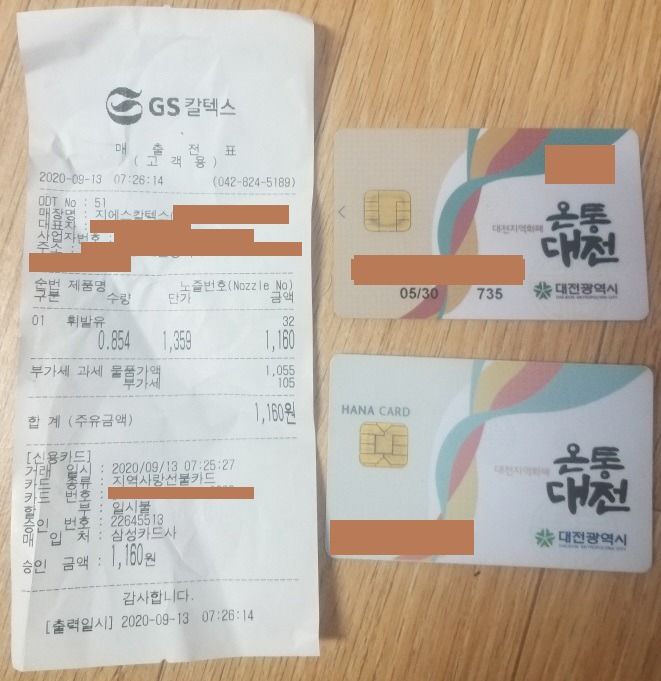 GS 칼텍스
매 출 전 표
( 고 객 용 )
2020-09-13 07:26:14 (042-824-5189)
ODT No : 51
매장명 : 지에스칼텍스(
대표자 :
사업자번호 :
주소 :
순번 제품명 노즐번호(Nozzle No)
구분 수량 단가 금액
01 휘발유 32
0.854 1,359 1,160
부가세 과세 물품가액 1,055
부가세 105
합 계 (주유금액) 1,160원
[신용카드]
거래 일시 : 2020/09/13 07:25:27
카드 종류 : 지역사랑선불카드
카드 번호 :
할 부 : 일시불
승인 번호 : 22645513
매 입 처 : 삼성카드사
승인 금액 : 1,160원
감사합니다.
[출력일시] 2020-09-13 07:26:14
대전지역화폐
온통
대전
05/30 735
대전광역시
DAEJEON METROPOLITAN CITY
HANA CARD
대전지역화폐
온통
대전
대전광역시
DAEJEON METROPOLITAN CITY